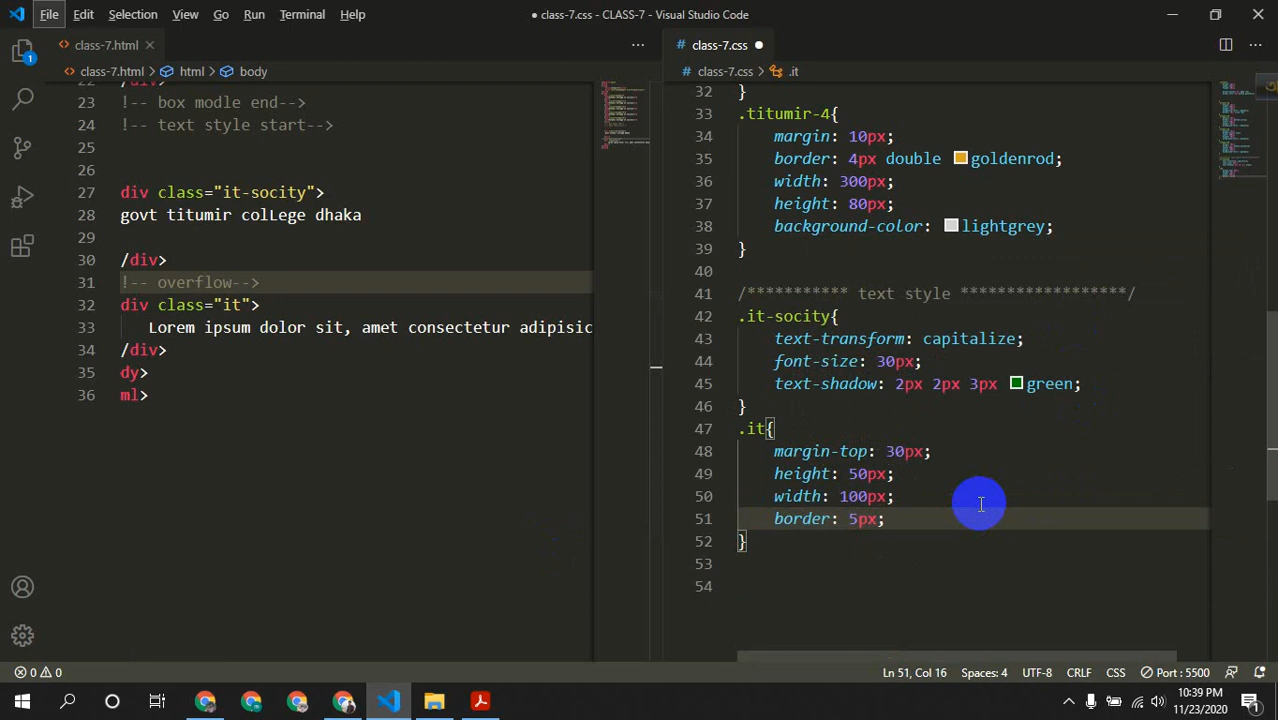 File Edit Selection View Go Run Terminal Help
● class-7.css - CLASS-7 - Visual Studio Code
class-7.html
class-7.html > html > body
/div>
23 !-- box modle end-->
24 !-- text style start-->
25
26
27 div class="it-socity">
28 govt titumir colLege dhaka
29
30 /div>
31 !-- overflow-->
32 div class="it">
33 Lorem ipsum dolor sit, amet consectetur adipisic
34 /div>
35 dy>
36 ml>
# class-7.css ●
# class-7.css > .it
32 }
33 .titumir-4{
34 margin: 10px;
35 border: 4px double goldenrod;
36 width: 300px;
37 height: 80px;
38 background-color: lightgrey;
39 }
40
41 /*********** text style ******************/
42 .it-socity{
43 text-transform: capitalize;
44 font-size: 30px;
45 text-shadow: 2px 2px 3px green;
46 }
47 .it{
48 margin-top: 30px;
49 height: 50px;
50 width: 100px;
51 border: 5px;
52 }
53
54
1
0 0
Ln 51, Col 16 Spaces: 4 UTF-8 CRLF CSS Port : 5500
10:39 PM
11/23/2020
1